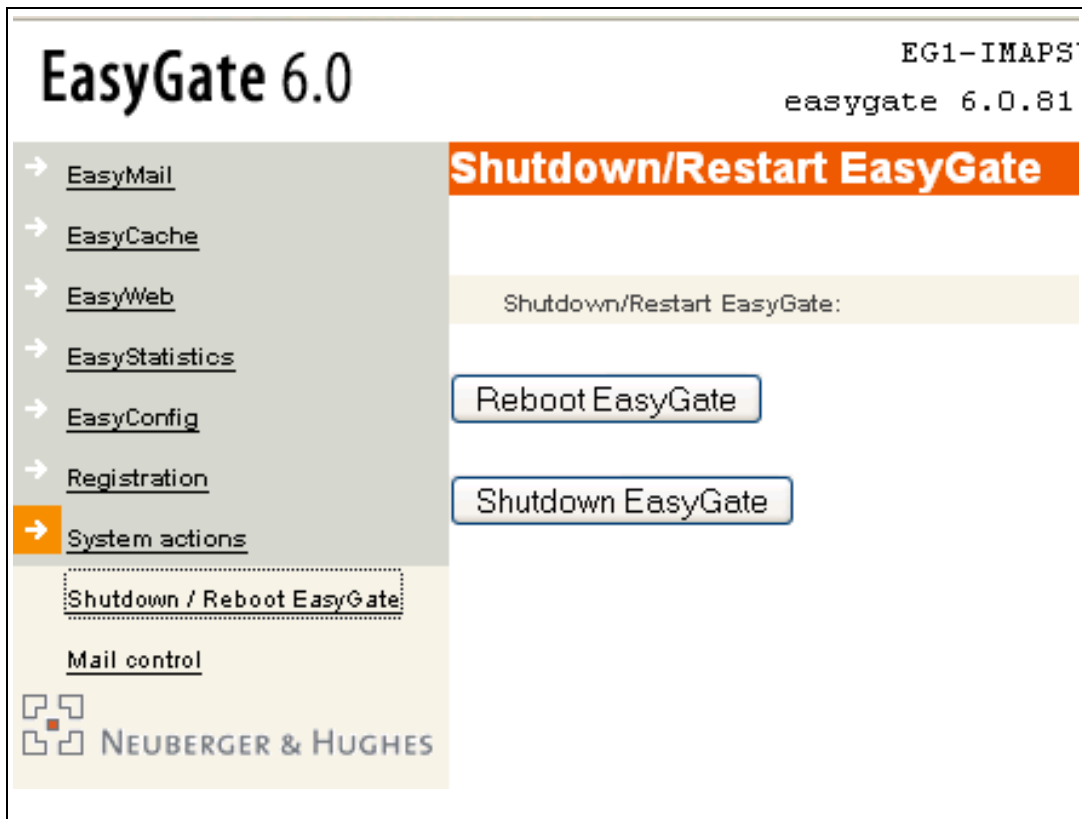 EasyGate 6.0
EG1-IMAPS
easygate 6.0.81
EasyMail
EasyCache
EasyWeb
EasyStatistics
EasyConfig
Registration
System actions
Shutdown / Reboot EasyGate
Mail control
NEUBERGER & HUGHES
Shutdown/Restart EasyGate
Shutdown/Restart EasyGate:
Reboot EasyGate
Shutdown EasyGate